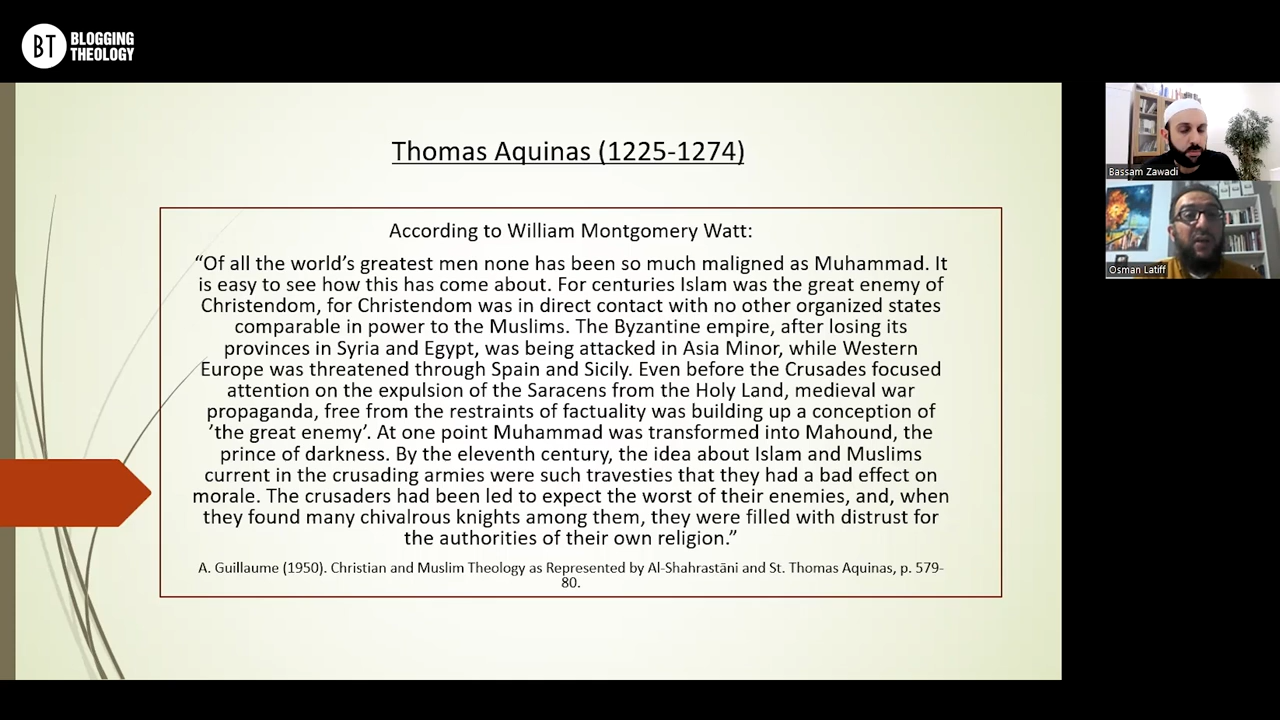 BT BLOGGING
THEOLOGY
Thomas Aquinas (1225-1274)
According to William Montgomery Watt:
“Of all the world’s greatest men none has been so much maligned as Muhammad. It
is easy to see how this has come about. For centuries Islam was the great enemy of
Christendom, for Christendom was in direct contact with no other organized states
comparable in power to the Muslims. The Byzantine empire, after losing its
provinces in Syria and Egypt, was being attacked in Asia Minor, while Western
Europe was threatened through Spain and Sicily. Even before the Crusades focused
attention on the expulsion of the Saracens from the Holy Land, medieval war
propaganda, free from the restraints of factuality was building up a conception of
’the great enemy’. At one point Muhammad was transformed into Mahound, the
prince of darkness. By the eleventh century, the idea about Islam and Muslims
current in the crusading armies were such travesties that they had a bad effect on
morale. The crusaders had been led to expect the worst of their enemies, and, when
they found many chivalrous knights among them, they were filled with distrust for
the authorities of their own religion.”
A. Guillaume (1950). Christian and Muslim Theology as Represented by Al-Shahrastāni and St. Thomas Aquinas, p. 579-
80.
Bassam Zawadi
Osman Latiff